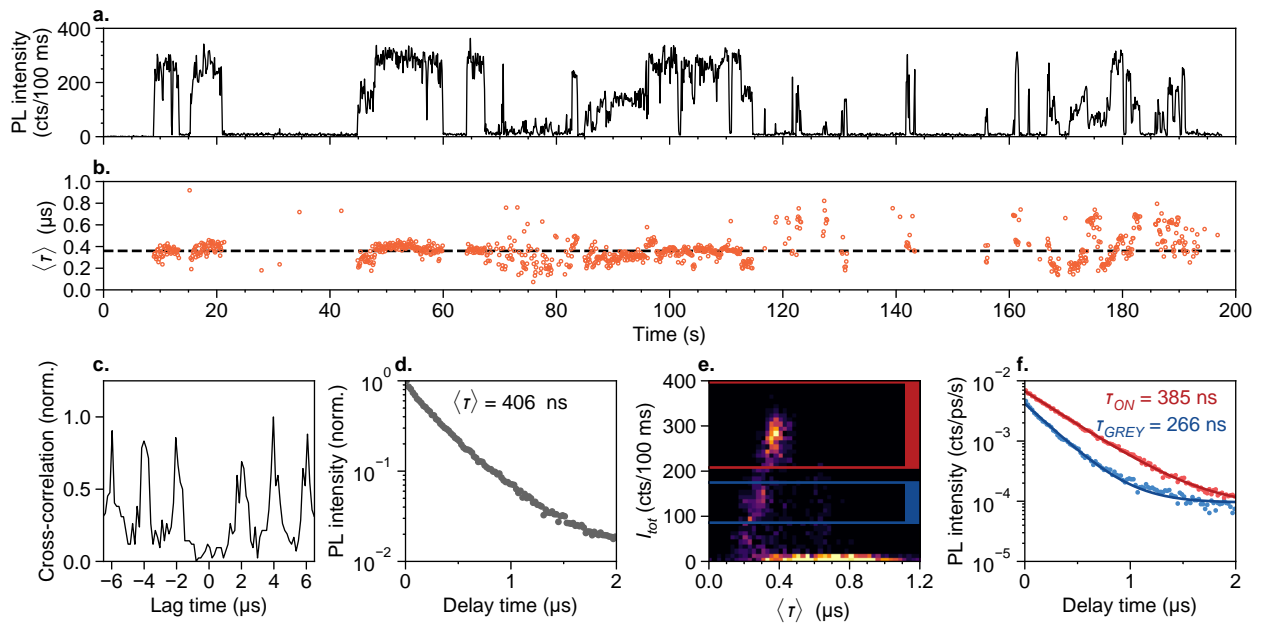 a.
PL intensity
(cts/100 ms)
400
200
0
b.
⟨τ⟩ (μs)
1.0
0.8
0.6
0.4
0.2
0.0
0 20 40 60 80 100 120 140 160 180 200
Time (s)
c.
Cross-correlation (norm.)
1.0
0.5
0.0
−6 −4 −2 0 2 4 6
Lag time (μs)
d.
PL intensity (norm.)
10⁰
10⁻¹
10⁻²
⟨τ⟩ = 406 ns
0 1 2
Delay time (μs)
e.
I_tot (cts/100 ms)
400
300
200
100
0
0.0 0.4 0.8 1.2
⟨τ⟩ (μs)
f.
PL intensity (cts/ps/s)
10⁻²
10⁻³
10⁻⁴
10⁻⁵
τ_ON = 385 ns
τ_GREY = 266 ns
0 1 2
Delay time (μs)